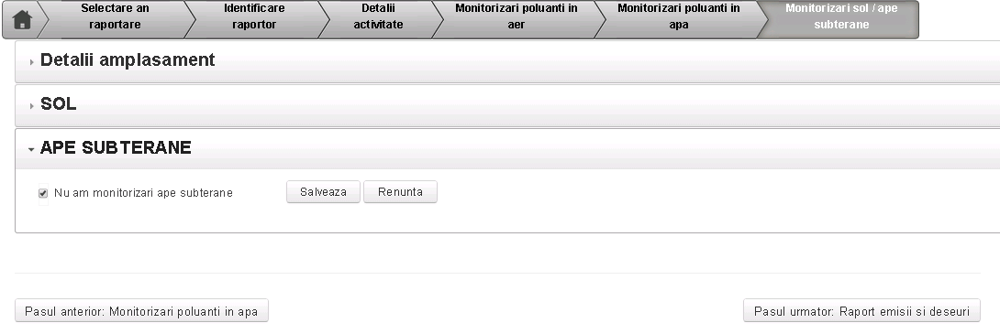 Selectare an
raportare
Identificare
raportor
Detalii
activitate
Monitorizari poluanti in
aer
Monitorizari poluanti in
apa
Monitorizari sol / ape
subterane
Detalii amplasament
SOL
APE SUBTERANE
Nu am monitorizari ape subterane
Salveaza
Renunta
Pasul anterior: Monitorizari poluanti in apa
Pasul urmator: Raport emisii si deseuri